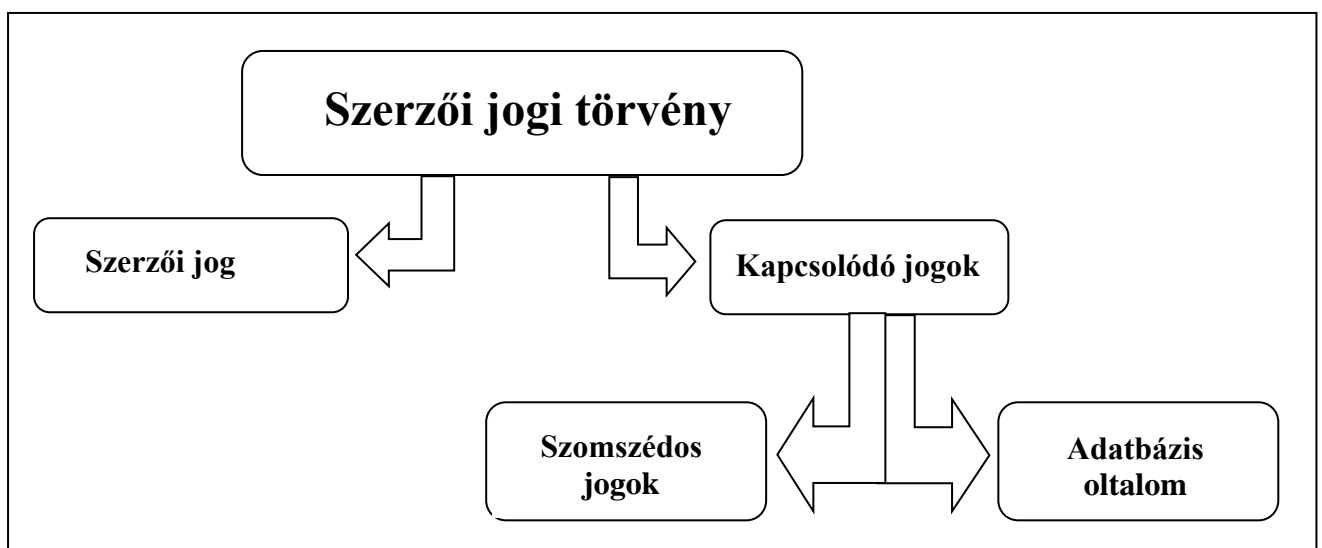 Szerzői jogi törvény
Szerzői jog
Kapcsolódó jogok
Szomszédos
jogok
Adatbázis
oltalom